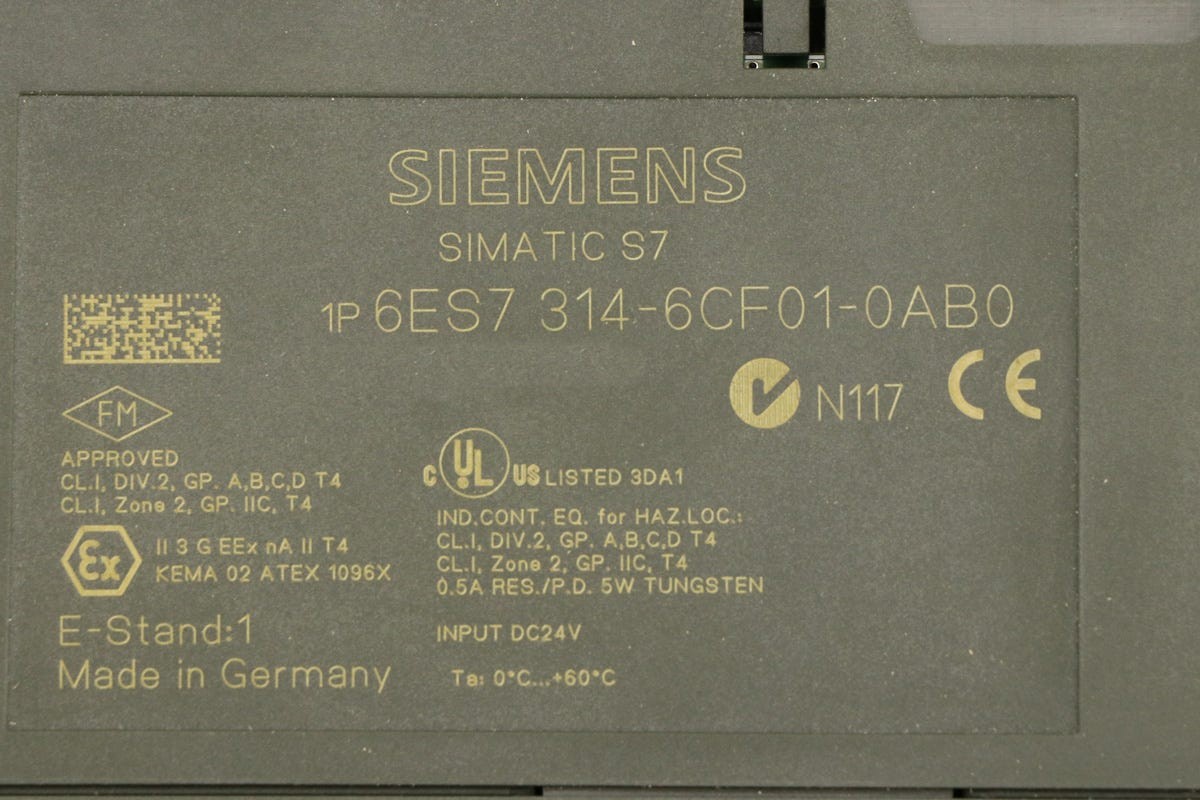 SIEMENS
SIMATIC S7
1P 6ES7 314-6CF01-0AB0
N117 CE
FM
APPROVED
CL.I, DIV.2, GP. A,B,C,D T4
CL.I, Zone 2, GP. IIC, T4
Ex II 3 G EEx nA II T4
KEMA 02 ATEX 1096X
E-Stand:1
Made in Germany
C UL US LISTED 3DA1
IND.CONT. EQ. for HAZ.LOC.:
CL.I, DIV.2, GP. A,B,C,D T4
CL.I, Zone 2, GP. IIC, T4
0.5A RES./P.D. 5W TUNGSTEN
INPUT DC24V
Ta: 0°C...+60°C